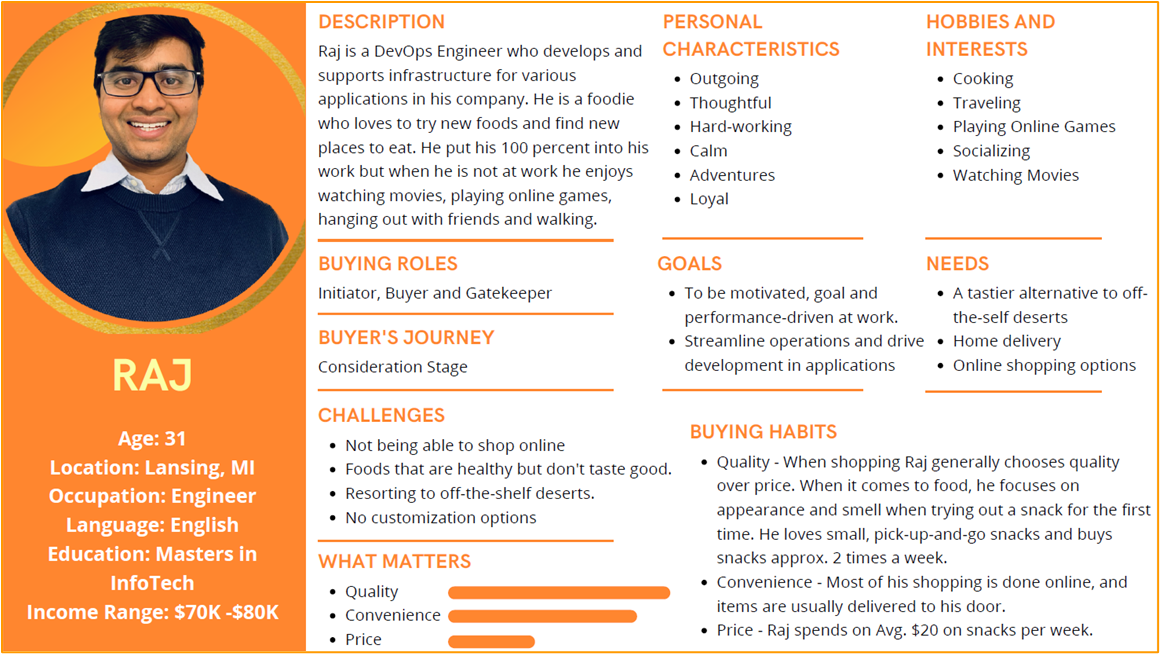 RAJ
Age: 31
Location: Lansing, MI
Occupation: Engineer
Language: English
Education: Masters in
InfoTech
Income Range: $70K -$80K
DESCRIPTION
Raj is a DevOps Engineer who develops and
supports infrastructure for various
applications in his company. He is a foodie
who loves to try new foods and find new
places to eat. He put his 100 percent into his
work but when he is not at work he enjoys
watching movies, playing online games,
hanging out with friends and walking.
BUYING ROLES
Initiator, Buyer and Gatekeeper
BUYER'S JOURNEY
Consideration Stage
CHALLENGES
• Not being able to shop online
• Foods that are healthy but don't taste good.
• Resorting to off-the-shelf deserts.
• No customization options
WHAT MATTERS
• Quality
• Convenience
• Price
PERSONAL
CHARACTERISTICS
• Outgoing
• Thoughtful
• Hard-working
• Calm
• Adventures
• Loyal
HOBBIES AND
INTERESTS
• Cooking
• Traveling
• Playing Online Games
• Socializing
• Watching Movies
GOALS
• To be motivated, goal and
performance-driven at work.
• Streamline operations and drive
development in applications
NEEDS
• A tastier alternative to off-
the-self deserts
• Home delivery
• Online shopping options
BUYING HABITS
• Quality - When shopping Raj generally chooses quality
over price. When it comes to food, he focuses on
appearance and smell when trying out a snack for the first
time. He loves small, pick-up-and-go snacks and buys
snacks approx. 2 times a week.
• Convenience - Most of his shopping is done online, and
items are usually delivered to his door.
• Price - Raj spends on Avg. $20 on snacks per week.